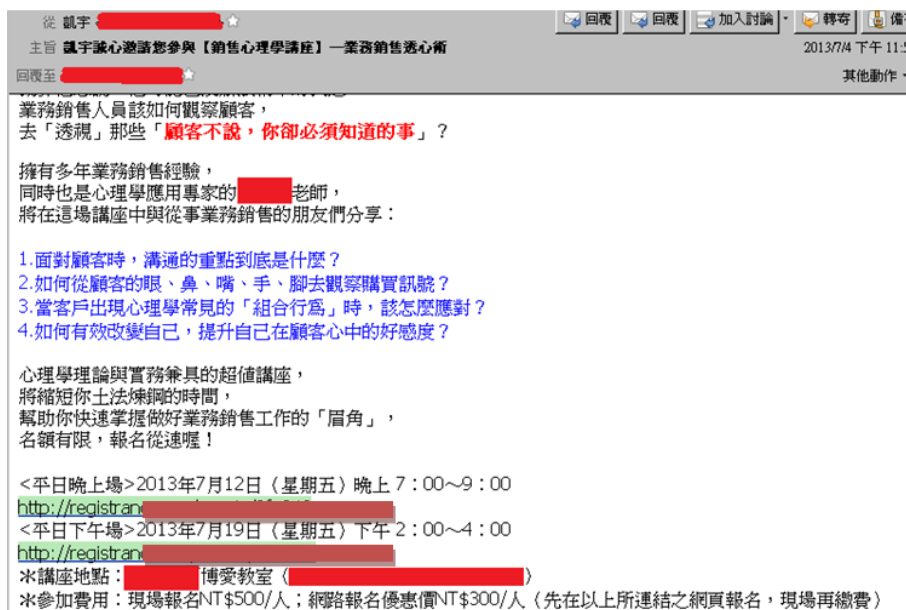 從 凱宇
回覆 回覆 加入討論 轉寄
主旨 凱宇誠心邀請您參與【銷售心理學講座】—業務銷售透心術
2013/7/4 下午 11:5
回覆至
其他動作
業務銷售人員該如何觀察顧客，
去「透視」那些「顧客不說，你卻必須知道的事」？
擁有多年業務銷售經驗，
同時也是心理學應用專家的 老師，
將在這場講座中與從事業務銷售的朋友們分享：
1.面對顧客時，溝通的重點到底是什麼？
2.如何從顧客的眼、鼻、嘴、手、腳去觀察購買訊號？
3.當客戶出現心理學常見的「組合行為」時，該怎麼應對？
4.如何有效改變自己，提升自己在顧客心中的好感度？
心理學理論與實務兼具的超值講座，
將縮短你土法煉鋼的時間，
幫助你快速掌握做好業務銷售工作的「眉角」，
名額有限，報名從速喔！
<平日晚上場>2013年7月12日（星期五）晚上 7：00～9：00
http://registran
<平日下午場>2013年7月19日（星期五）下午 2：00～4：00
http://registran
＊講座地點： 博愛教室（ ）
＊參加費用：現場報名NT$500/人；網路報名優惠價NT$300/人（先在以上所連結之網頁報名，現場再繳費）